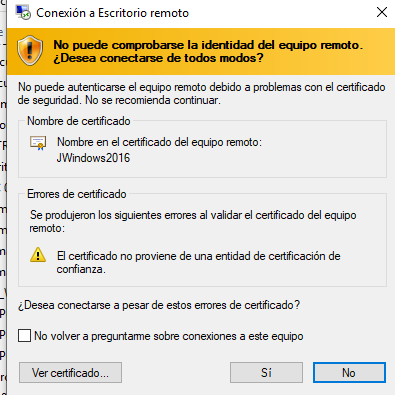 Conexión a Escritorio remoto
No puede comprobarse la identidad del equipo remoto.
¿Desea conectarse de todos modos?
No puede autenticarse el equipo remoto debido a problemas con el certificado
de seguridad. No se recomienda continuar.
Nombre de certificado
Nombre en el certificado del equipo remoto:
JWindows2016
Errores de certificado
Se produjeron los siguientes errores al validar el certificado del equipo
remoto:
El certificado no proviene de una entidad de certificación de
confianza.
¿Desea conectarse a pesar de estos errores de certificado?
No volver a preguntarme sobre conexiones a este equipo
Ver certificado...
Sí
No